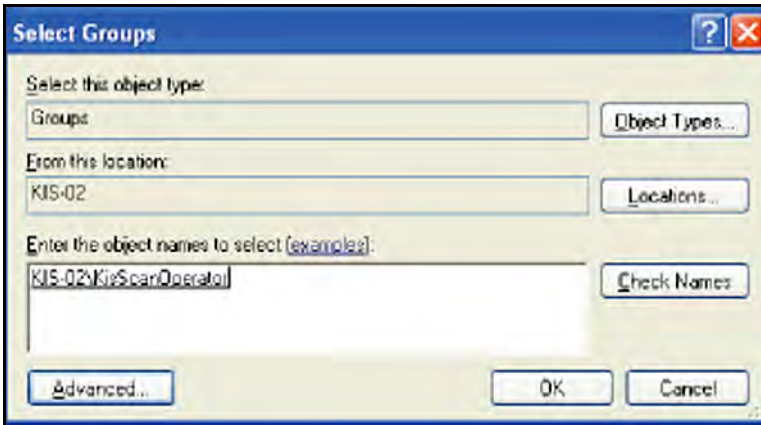 Select Groups
Select this object type:
Groups
Object Types...
From this location:
KIS-02
Locations...
Enter the object names to select (examples):
KIS-02\KisScanOperator
Check Names
Advanced...
OK
Cancel